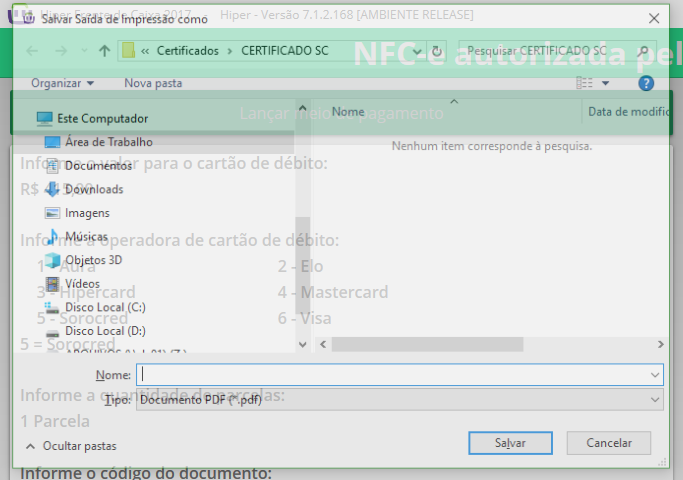 Hiper Frente de Caixa 2017 Hiper - Versão 7.1.2.168 [AMBIENTE RELEASE]
Salvar Saída de Impressão como
« Certificados › CERTIFICADO SC
Pesquisar CERTIFICADO SC
NFC-e autorizada pel
Organizar Nova pasta
Lançar meio de pagamento
Nome Data de modific
Nenhum item corresponde à pesquisa.
Este Computador
Área de Trabalho
Documentos
Downloads
Imagens
Músicas
Objetos 3D
Vídeos
Disco Local (C:)
Disco Local (D:)
Informe o valor para o cartão de débito:
R$
Informe a operadora de cartão de débito:
1 - Aura 2 - Elo
3 - Hipercard 4 - Mastercard
5 - Sorocred 6 - Visa
5 = Sorocred
Nome:
Informe a quantidade de parcelas:
Tipo: Documento PDF (*.pdf)
1 Parcela
Ocultar pastas Salvar Cancelar
Informe o código do documento: